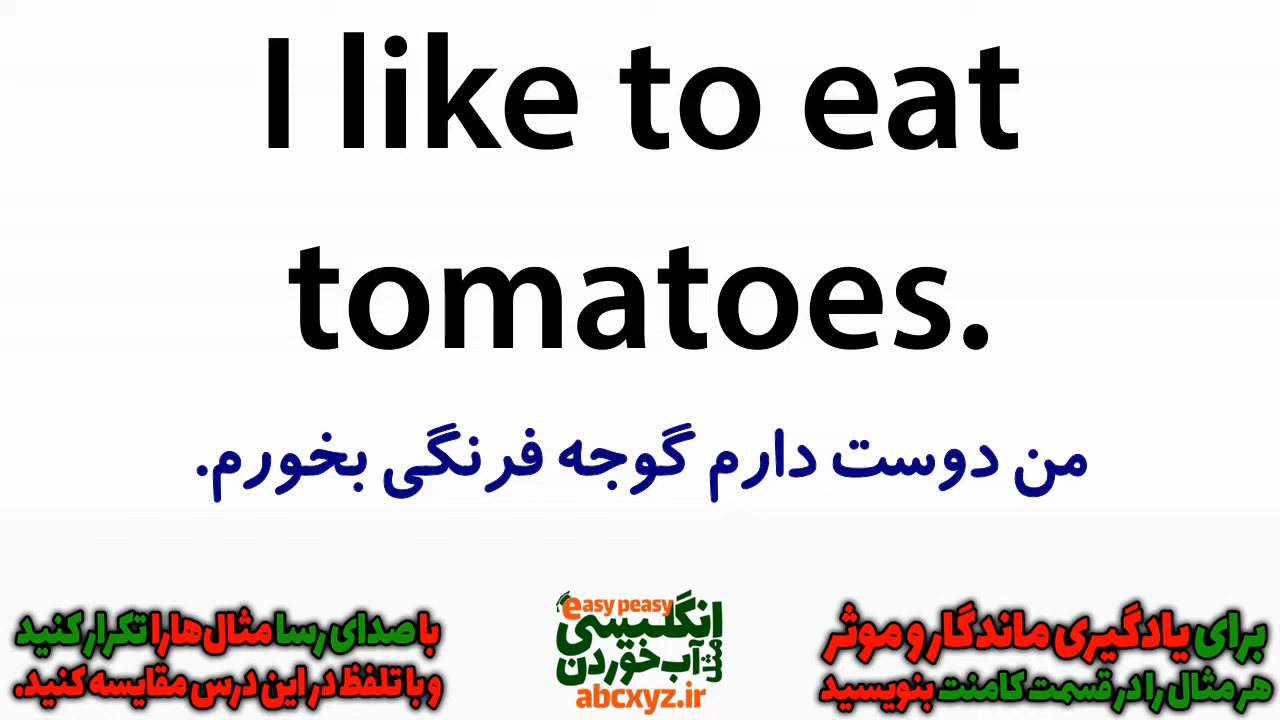 I like to eat
tomatoes.
من دوست دارم گوجه فرنگی بخورم.
برای یادگیری ماندگار و موثر
هر مثال را در قسمت کامنت بنویسید
easy peasy
انگلیسی
مثل آب خوردن
abcxyz.ir
با صدای رسا مثال‌ها را تکرار کنید
و با تلفظ در این درس مقایسه کنید.